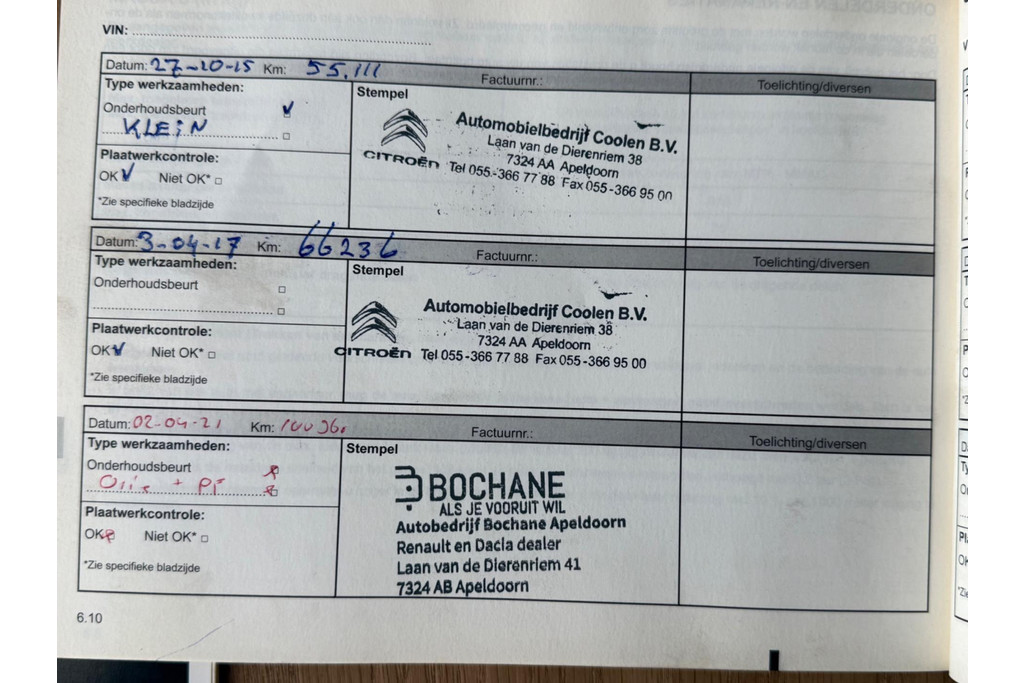 VIN:
Datum: 27-10-15 Km: 55.111 Factuurnr.: Toelichting/diversen
Type werkzaamheden:
Onderhoudsbeurt
KLEIN
Plaatwerkcontrole:
OK Niet OK*
*Zie specifieke bladzijde
Stempel
CITROËN
Automobielbedrijf Coolen B.V.
Laan van de Dierenriem 38
7324 AA Apeldoorn
Tel 055-366 77 88 Fax 055-366 95 00
Datum: 3-04-17 Km: 66236 Factuurnr.: Toelichting/diversen
Type werkzaamheden:
Onderhoudsbeurt
Plaatwerkcontrole:
OK Niet OK*
*Zie specifieke bladzijde
Stempel
CITROËN
Automobielbedrijf Coolen B.V.
Laan van de Dierenriem 38
7324 AA Apeldoorn
Tel 055-366 77 88 Fax 055-366 95 00
Datum: 02-04-21 Km: Factuurnr.: Toelichting/diversen
Type werkzaamheden:
Onderhoudsbeurt
Plaatwerkcontrole:
OK Niet OK*
*Zie specifieke bladzijde
Stempel
BOCHANE
ALS JE VOORUIT WIL
Autobedrijf Bochane Apeldoorn
Renault en Dacia dealer
Laan van de Dierenriem 41
7324 AB Apeldoorn
6.10